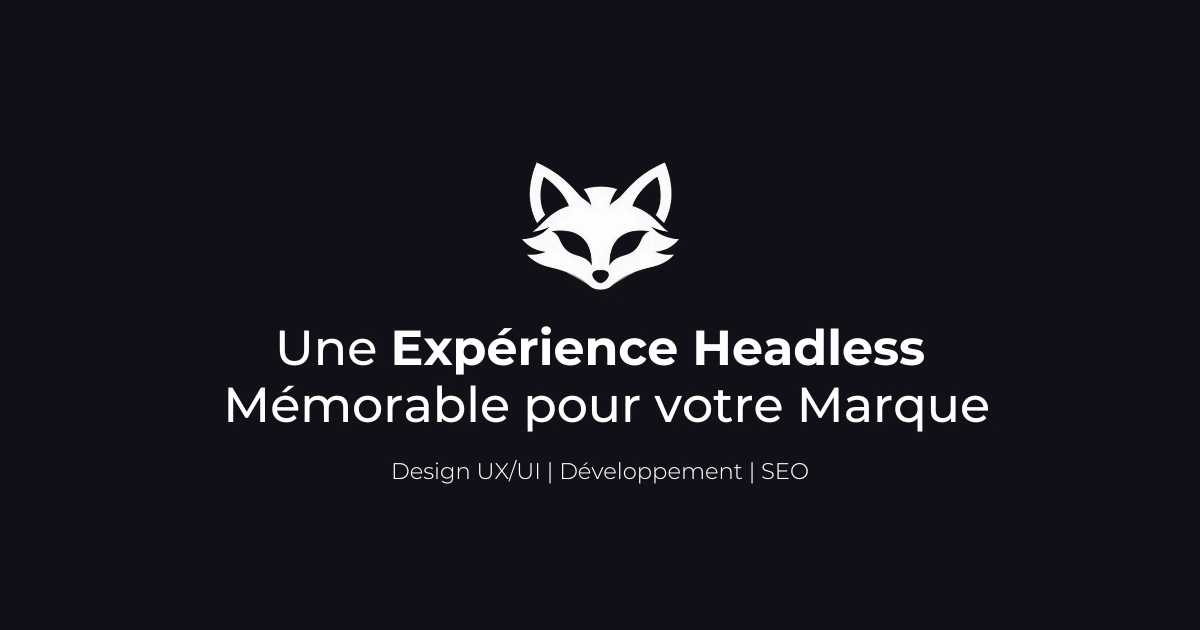 Une Expérience Headless
Mémorable pour votre Marque
Design UX/UI | Développement | SEO